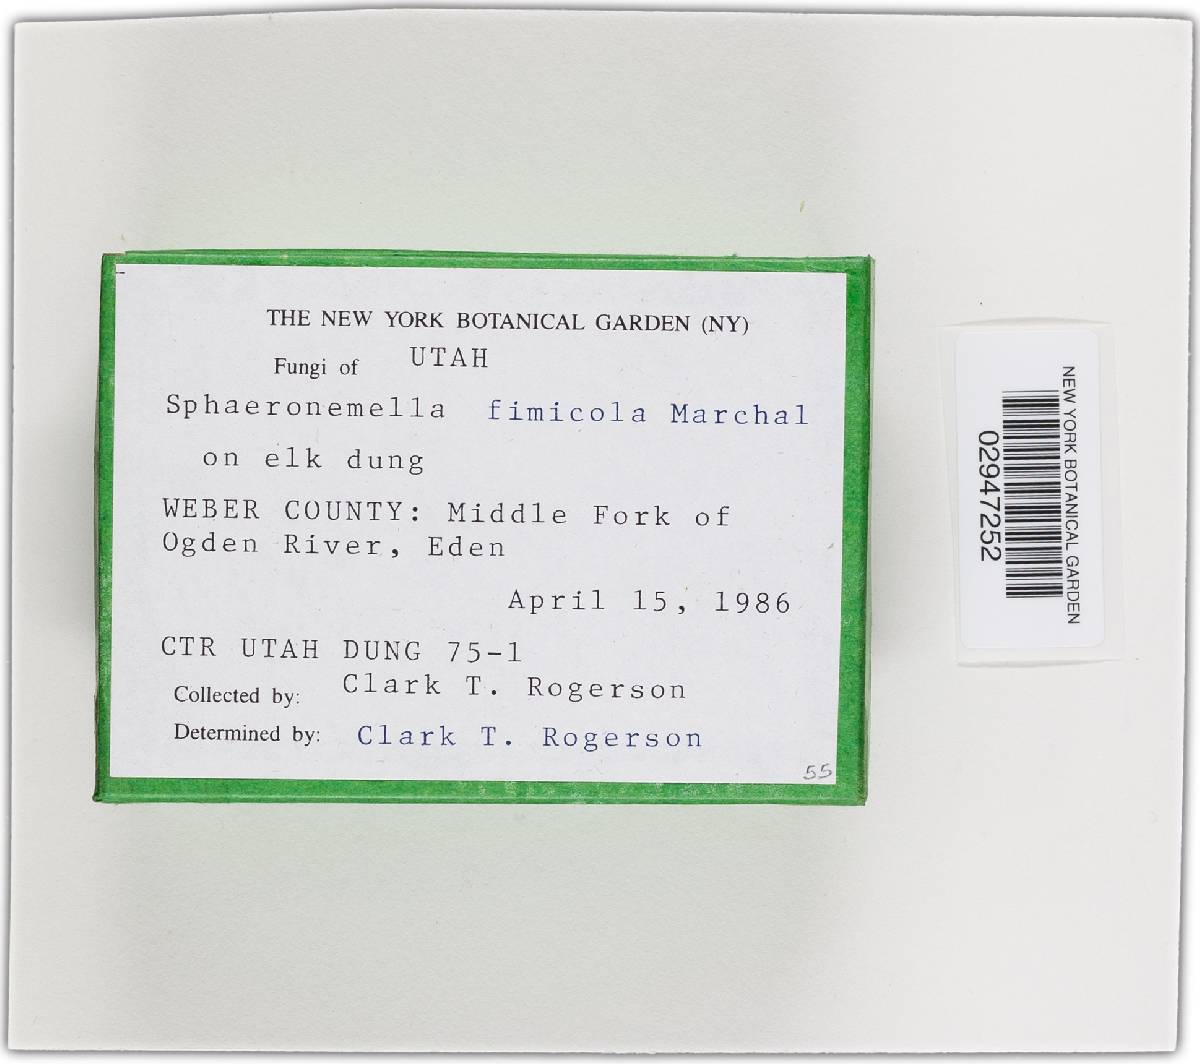 THE NEW YORK BOTANICAL GARDEN (NY)
Fungi of UTAH
Sphaeronemella fimicola Marchal
on elk dung
WEBER COUNTY: Middle Fork of
Ogden River, Eden
April 15, 1986
CTR UTAH DUNG 75-1
Collected by: Clark T. Rogerson
Determined by: Clark T. Rogerson
55
NEW YORK BOTANICAL GARDEN
02947252